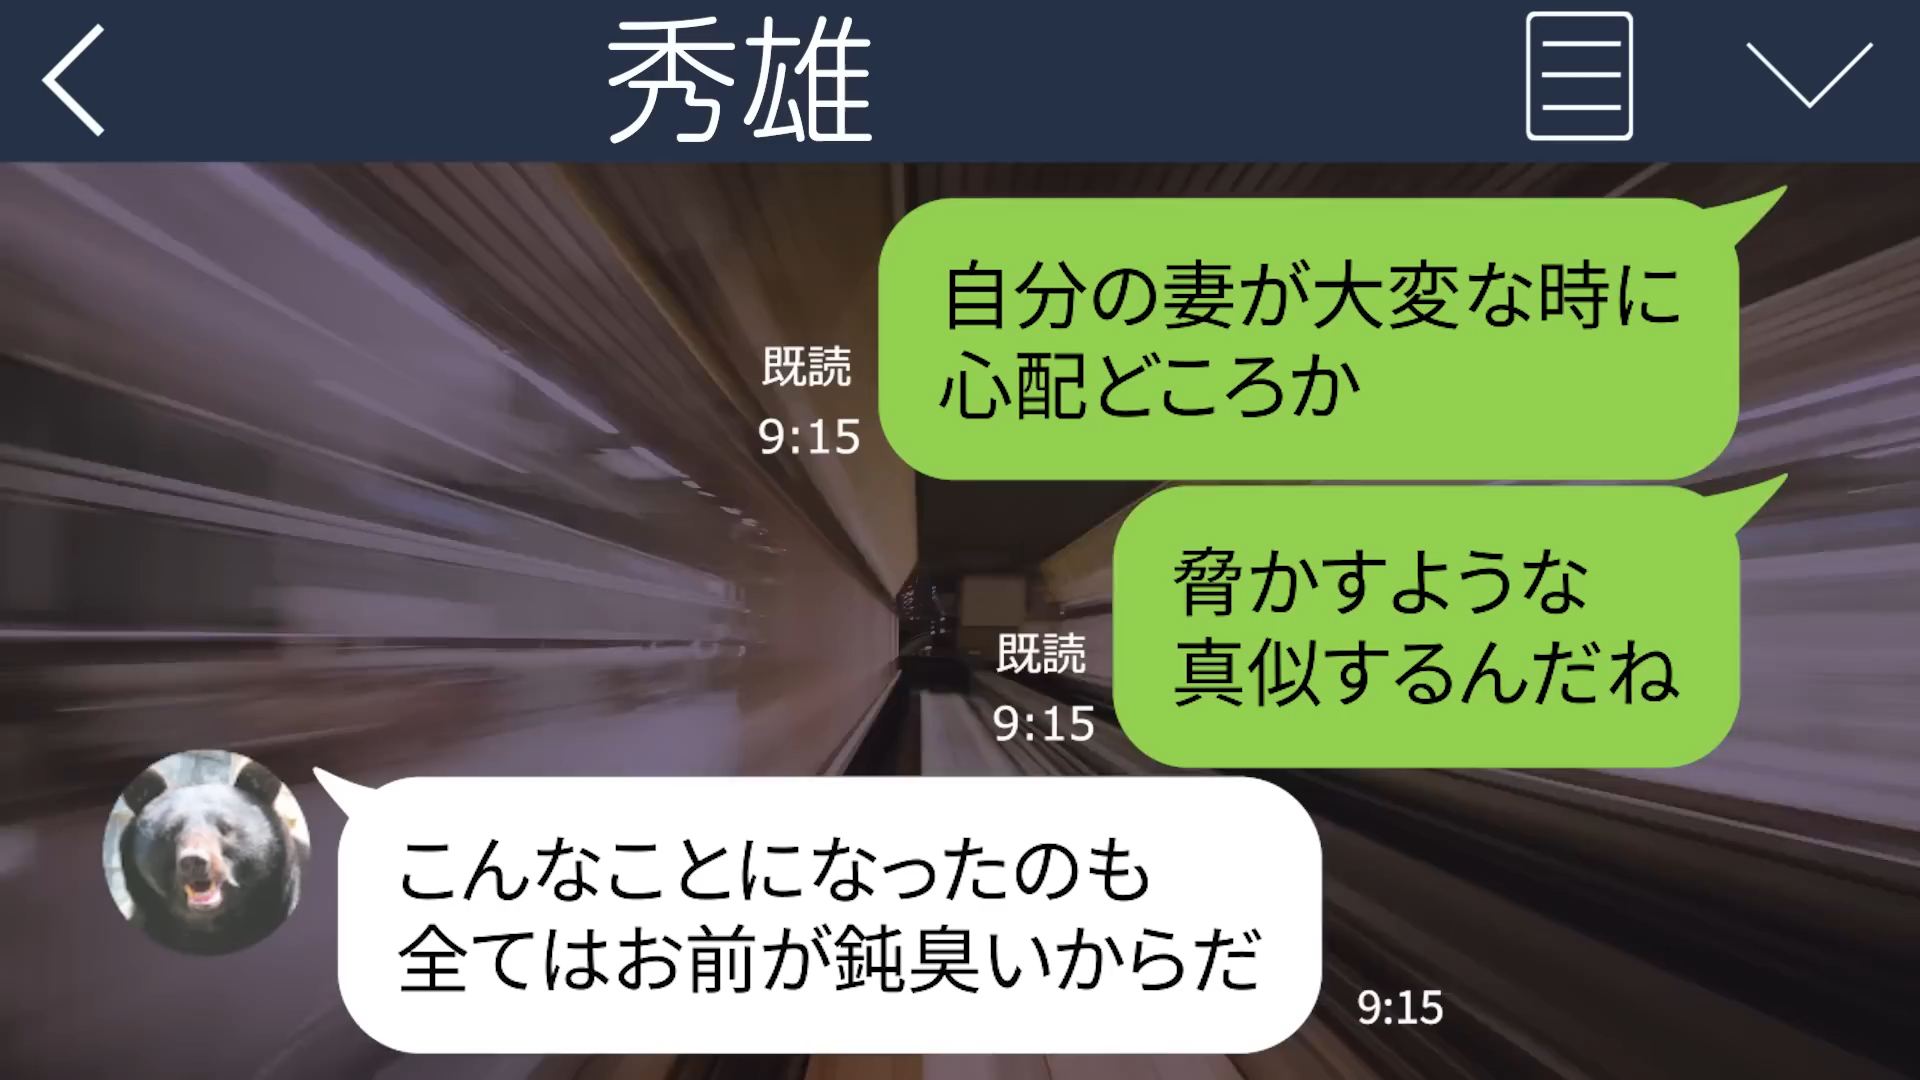 秀雄
自分の妻が大変な時に
心配どころか
既読
9:15
脅かすような
真似するんだね
既読
9:15
こんなことになったのも
全てはお前が鈍臭いからだ
9:15